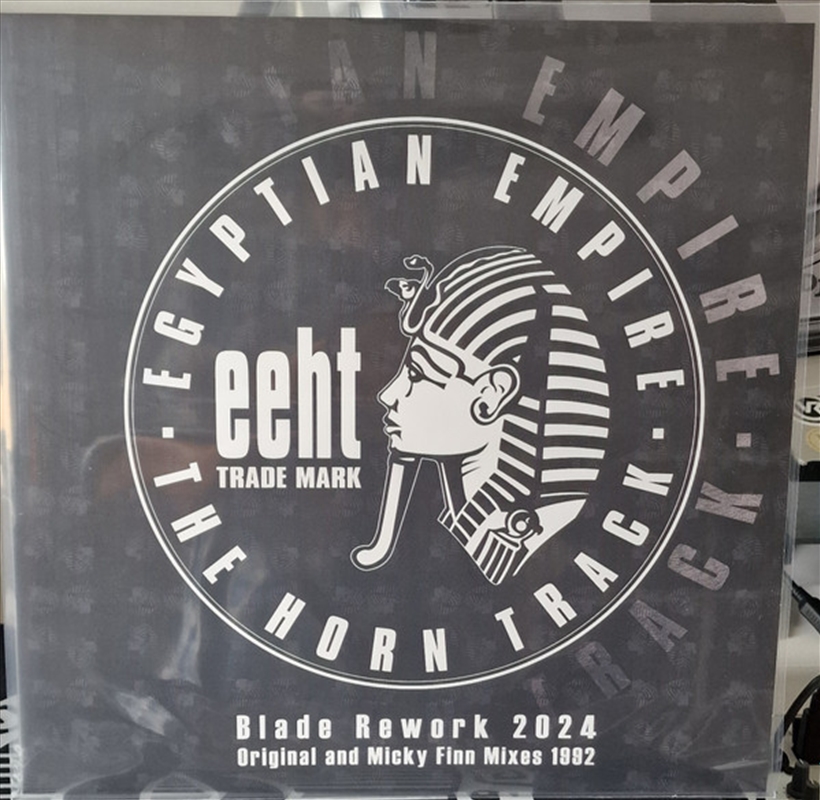 EGYPTIAN EMPIRE
THE HORN TRACK
eeht
TRADE MARK
Blade Rework 2024
Original and Micky Finn Mixes 1992
IAN EMPIRE
TRACK